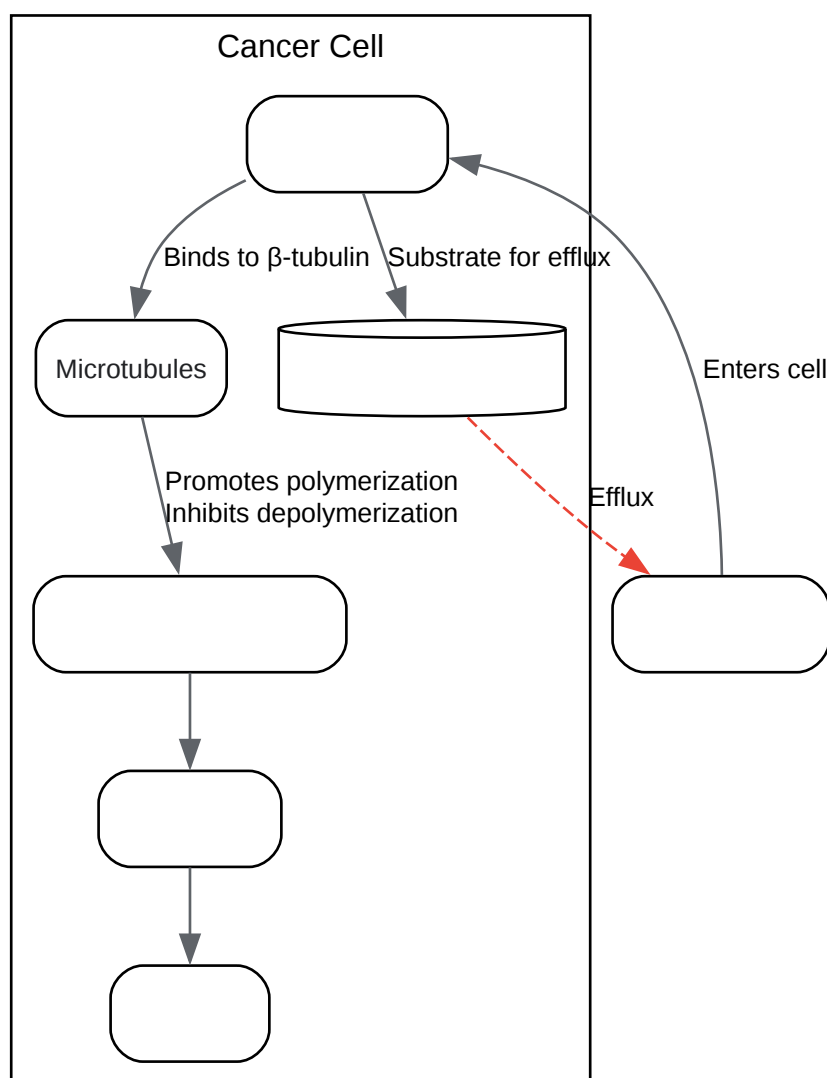 Cancer Cell
Binds to β-tubulin
Substrate for efflux
Microtubules
Enters cell
Promotes polymerization
Inhibits depolymerization
Efflux